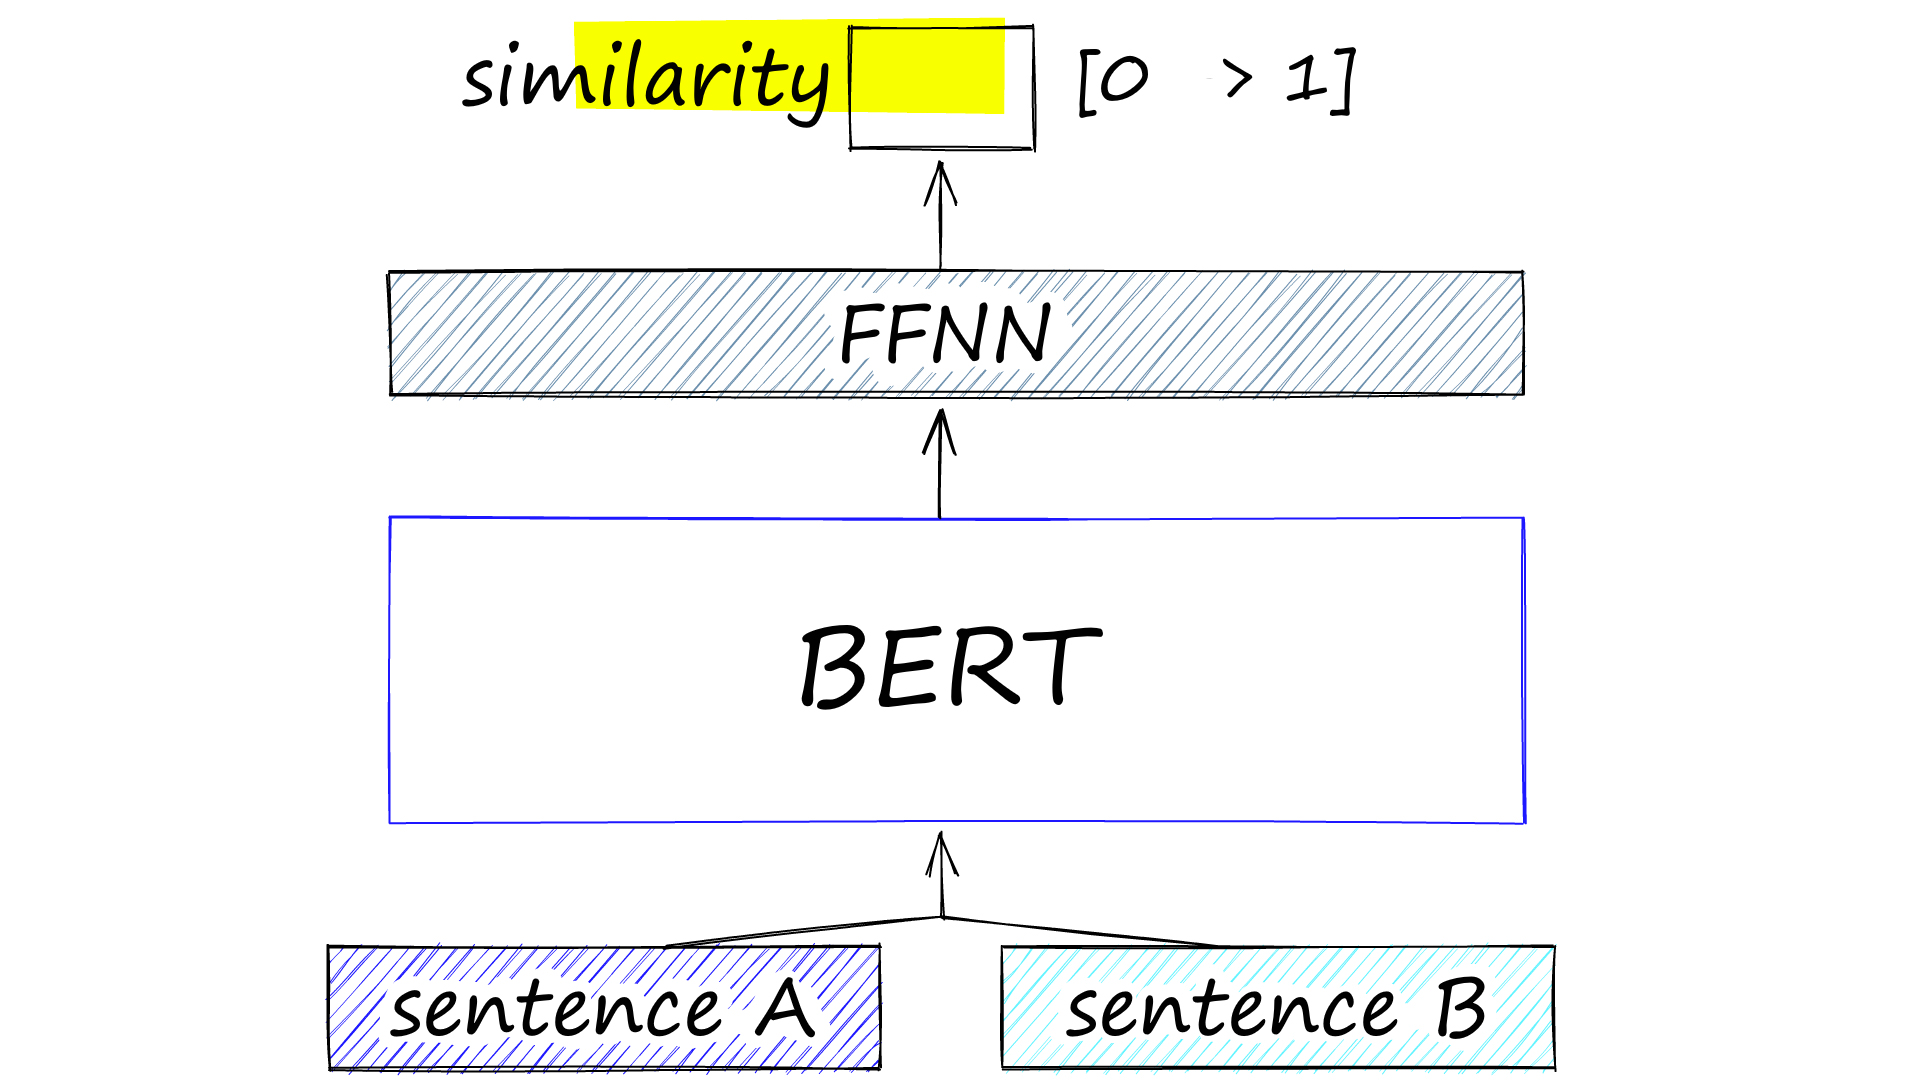 similarity [0 > 1]
FFNN
BERT
sentence A
sentence B